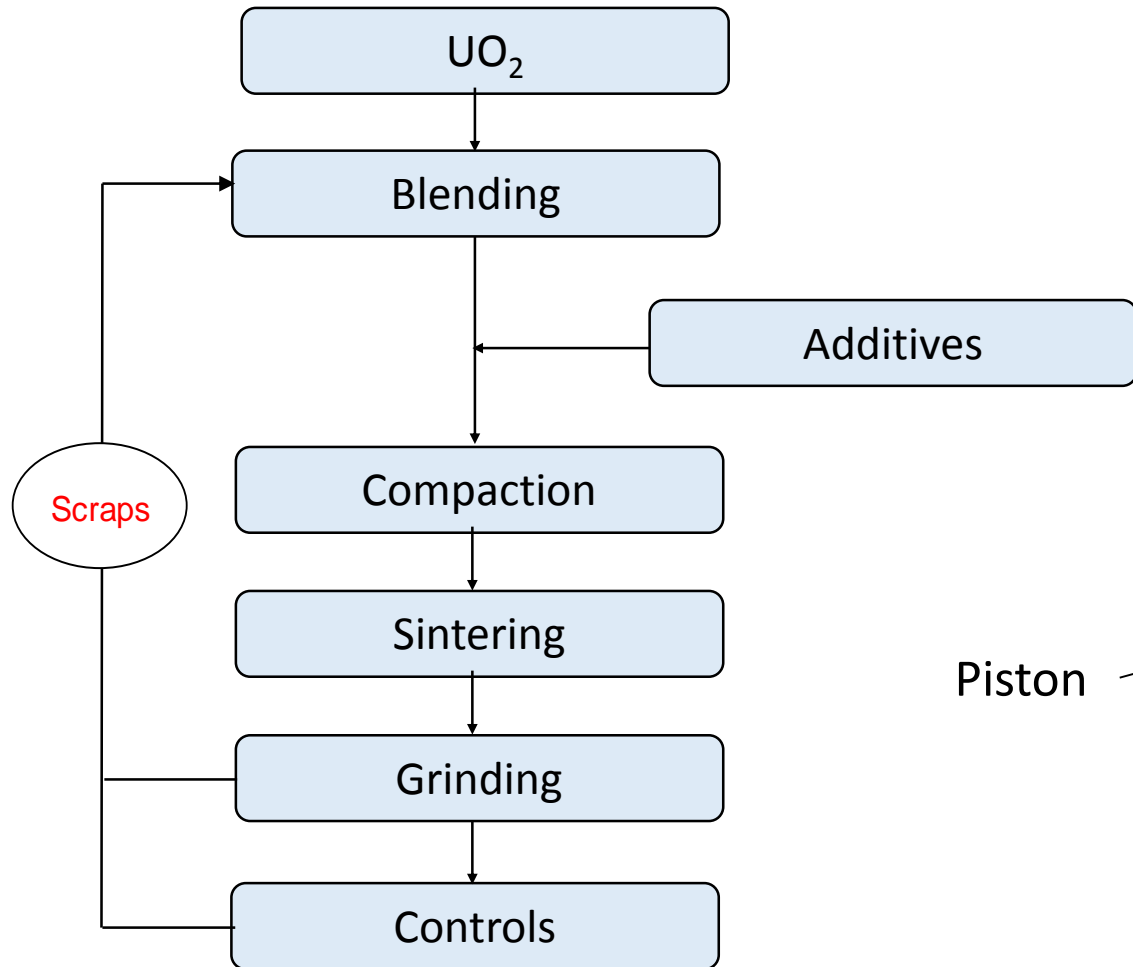 UO₂
Blending
Additives
Compaction
Scraps
Sintering
Piston
Grinding
Controls